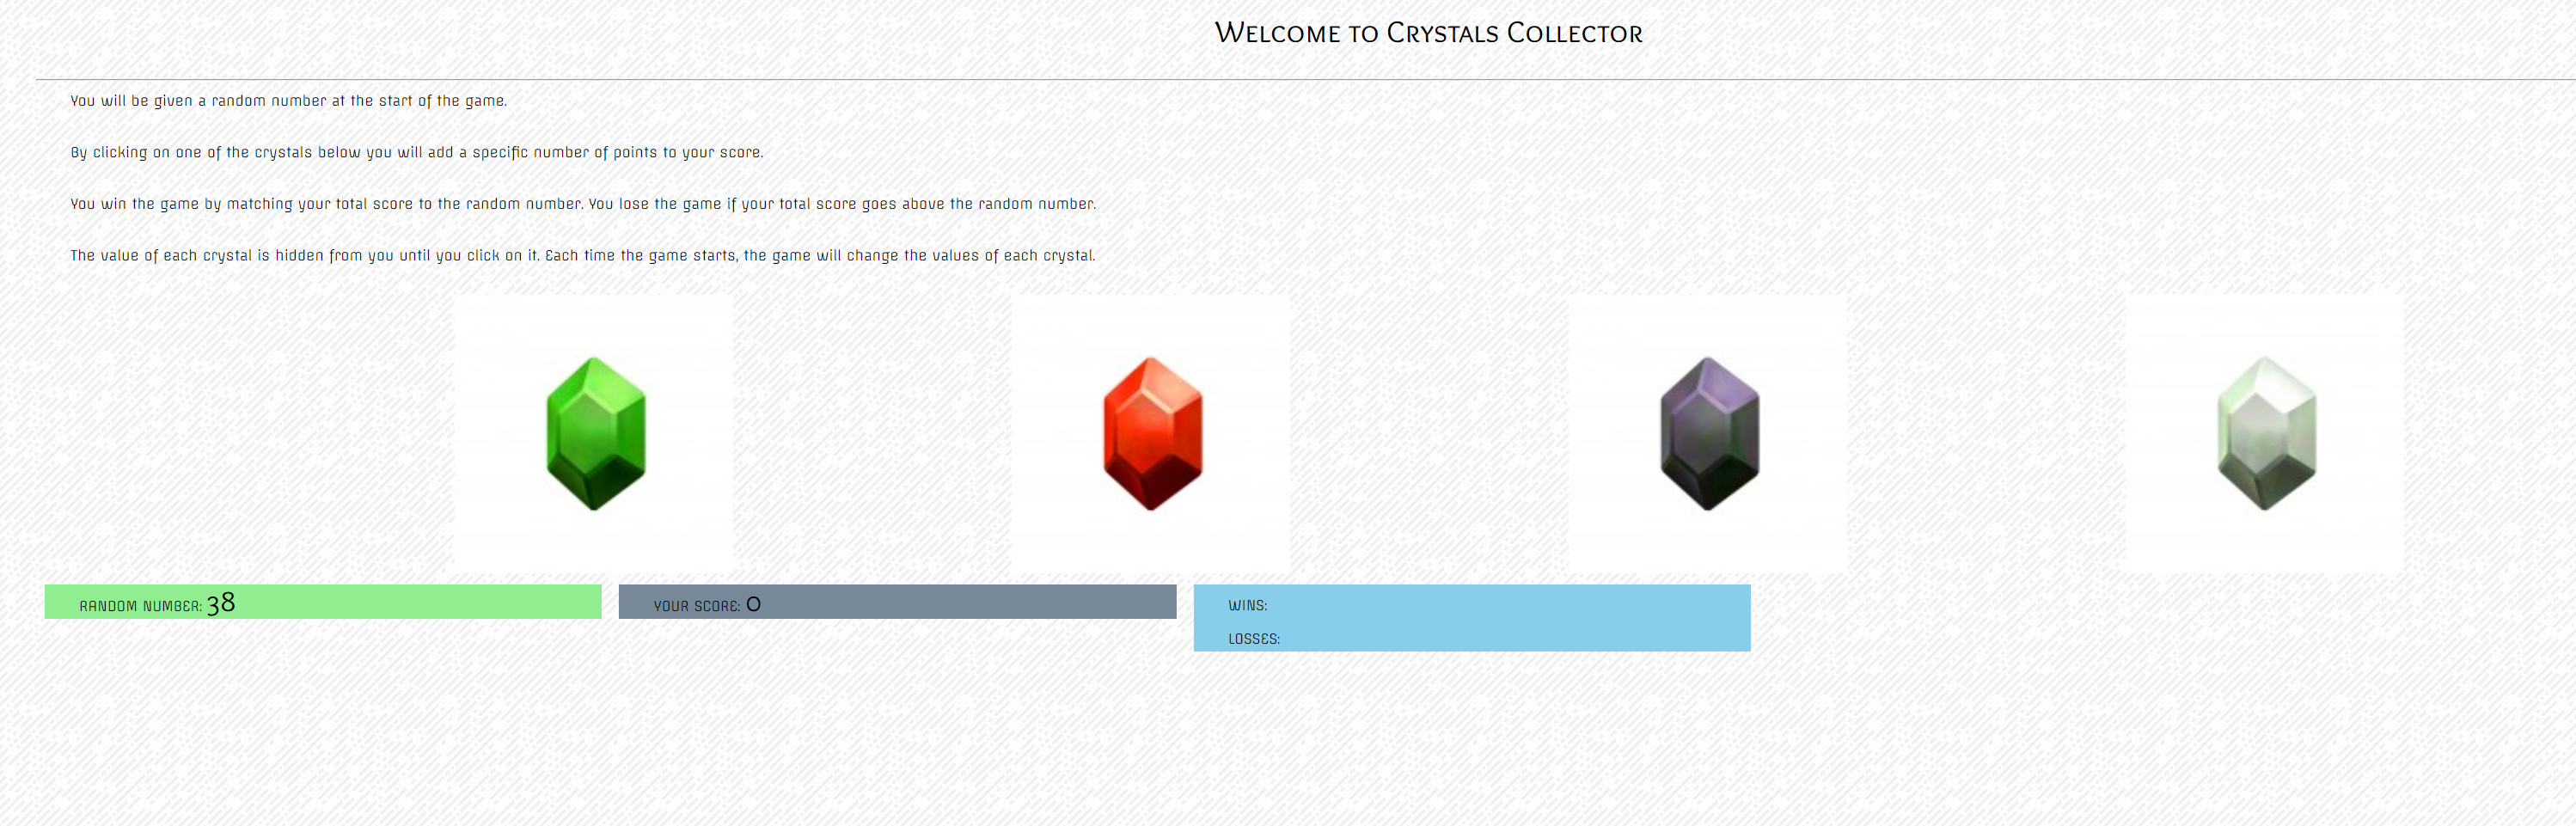 Welcome to Crystals Collector
You will be given a random number at the start of the game.
By clicking on one of the crystals below you will add a specific number of points to your score.
You win the game by matching your total score to the random number. You lose the game if your total score goes above the random number.
The value of each crystal is hidden from you until you click on it. Each time the game starts, the game will change the values of each crystal.
RANDOM NUMBER: 38
YOUR SCORE: 0
WINS:
LOSSES: